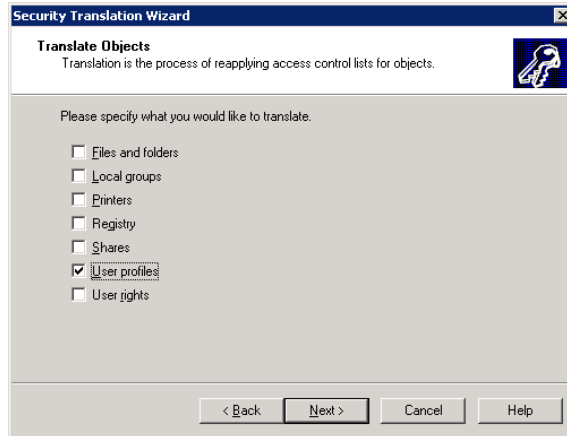 Security Translation Wizard
Translate Objects
Translation is the process of reapplying access control lists for objects.
Please specify what you would like to translate.
Files and folders
Local groups
Printers
Registry
Shares
User profiles
User rights
< Back Next > Cancel Help